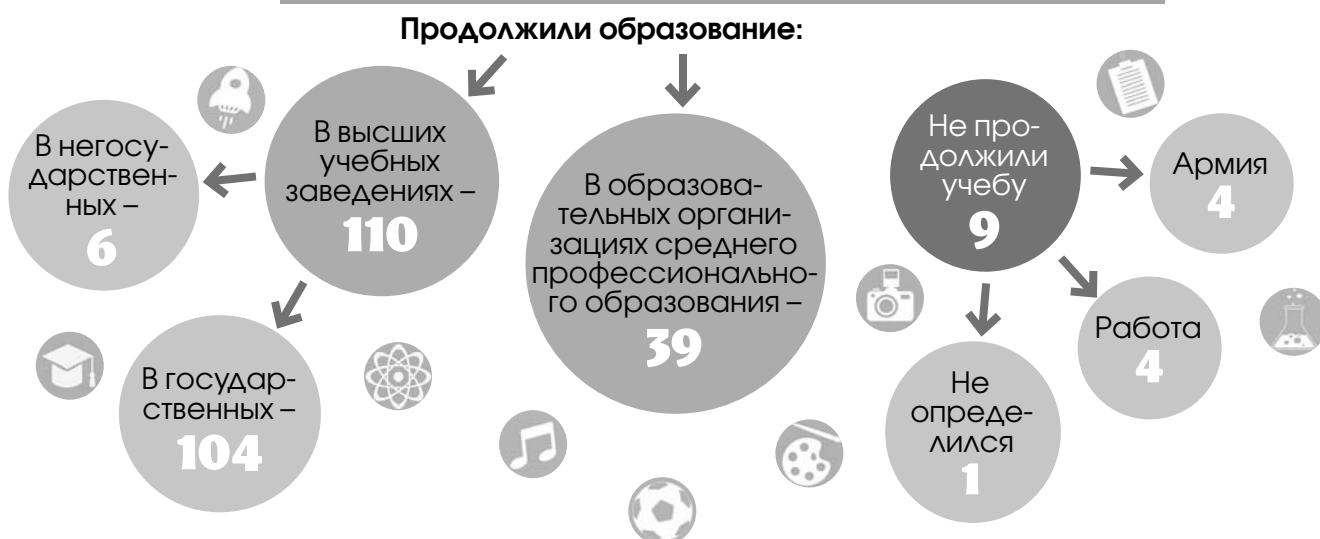 Продолжили образование:
В негосу-
дарствен-
ных –
6
В высших
учебных
заведениях –
110
В государ-
ственных –
104
В образова-
тельных органи-
зациях среднего
профессионально-
го образования –
39
Не про-
должили
учебу
9
Армия
4
Работа
4
Не
опреде-
лился
1